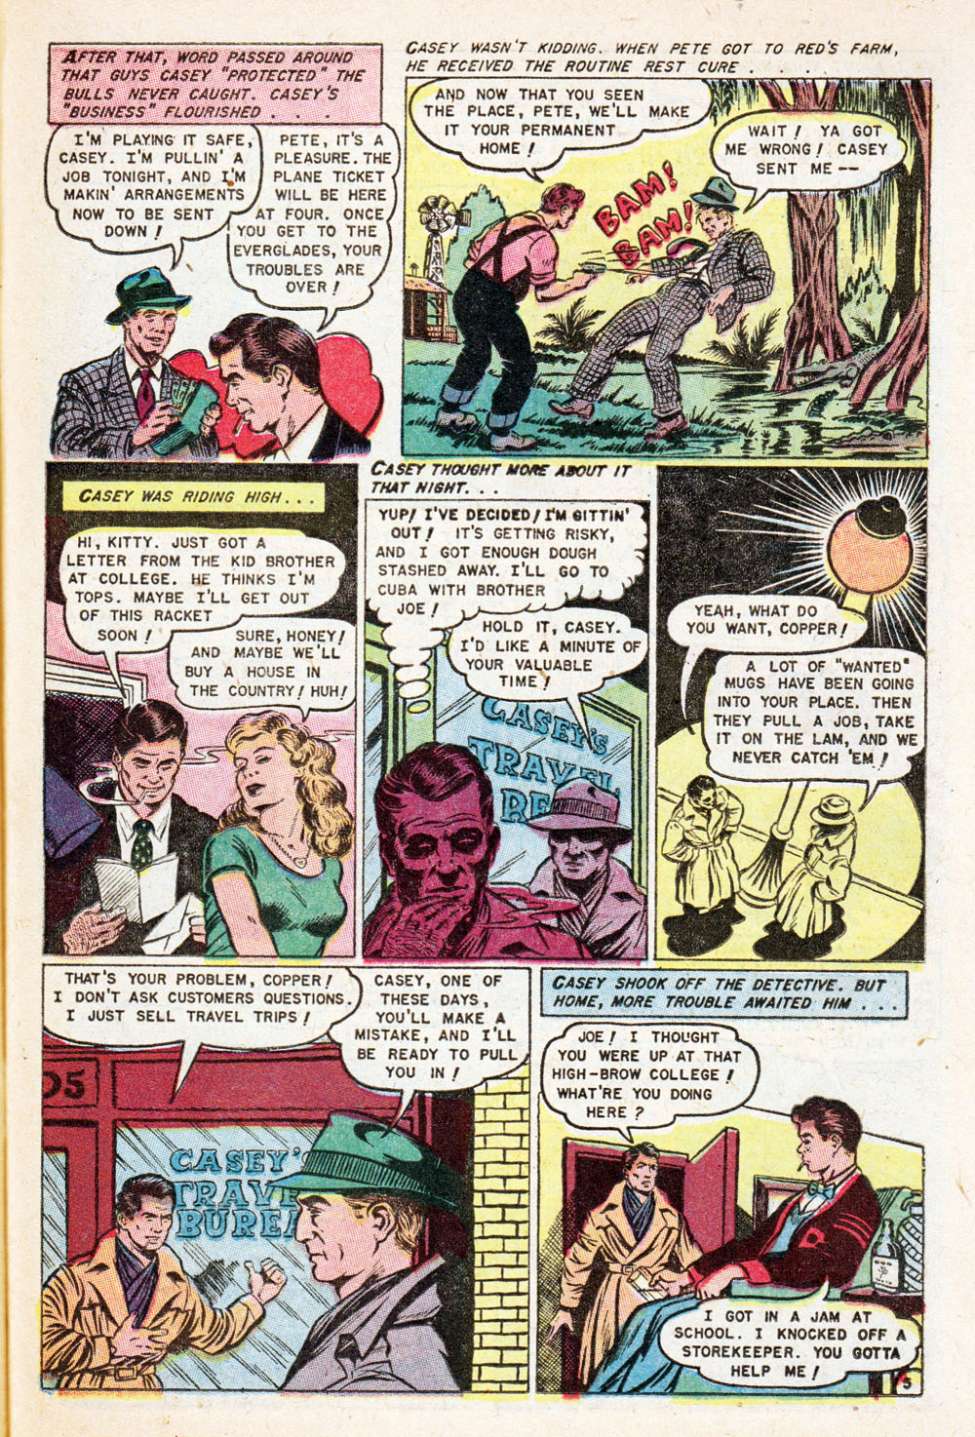 AFTER THAT, WORD PASSED AROUND
THAT GUYS CASEY "PROTECTED" THE
BULLS NEVER CAUGHT. CASEY'S
"BUSINESS" FLOURISHED . . . .
I'M PLAYING IT SAFE,
CASEY. I'M PULLIN' A
JOB TONIGHT, AND I'M
MAKIN' ARRANGEMENTS
NOW TO BE SENT
DOWN!
PETE, IT'S A
PLEASURE. THE
PLANE TICKET
WILL BE HERE
AT FOUR. ONCE
YOU GET TO THE
EVERGLADES, YOUR
TROUBLES ARE
OVER!
CASEY WASN'T KIDDING. WHEN PETE GOT TO RED'S FARM,
HE RECEIVED THE ROUTINE REST CURE . . . . .
AND NOW THAT YOU SEEN
THE PLACE, PETE, WE'LL MAKE
IT YOUR PERMANENT
HOME!
BAM!
BAM!
WAIT! YA GOT
ME WRONG! CASEY
SENT ME --
CASEY WAS RIDING HIGH...
HI, KITTY. JUST GOT A
LETTER FROM THE KID BROTHER
AT COLLEGE. HE THINKS I'M
TOPS. MAYBE I'LL GET OUT
OF THIS RACKET
SOON!
SURE, HONEY!
AND MAYBE WE'LL
BUY A HOUSE IN
THE COUNTRY! HUH!
CASEY THOUGHT MORE ABOUT IT
THAT NIGHT...
YUP! I'VE DECIDED! I'M GITTIN'
OUT! IT'S GETTING RISKY,
AND I GOT ENOUGH DOUGH
STASHED AWAY. I'LL GO TO
CUBA WITH BROTHER
JOE!
HOLD IT, CASEY.
I'D LIKE A MINUTE OF
YOUR VALUABLE
TIME!
CASEY'S
TRAVEL
RE
YEAH, WHAT DO
YOU WANT, COPPER!
A LOT OF "WANTED"
MUGS HAVE BEEN GOING
INTO YOUR PLACE. THEN
THEY PULL A JOB, TAKE
IT ON THE LAM, AND WE
NEVER CATCH 'EM!
THAT'S YOUR PROBLEM, COPPER!
I DON'T ASK CUSTOMERS QUESTIONS.
I JUST SELL TRAVEL TRIPS!
CASEY, ONE OF
THESE DAYS,
YOU'LL MAKE A
MISTAKE, AND I'LL
BE READY TO PULL
YOU IN!
05
CASEY'S
TRAVE
BUREA
CASEY SHOOK OFF THE DETECTIVE. BUT
HOME, MORE TROUBLE AWAITED HIM . . .
JOE! I THOUGHT
YOU WERE UP AT THAT
HIGH-BROW COLLEGE!
WHAT'RE YOU DOING
HERE?
I GOT IN A JAM AT
SCHOOL. I KNOCKED OFF A
STOREKEEPER. YOU GOTTA
HELP ME!
5